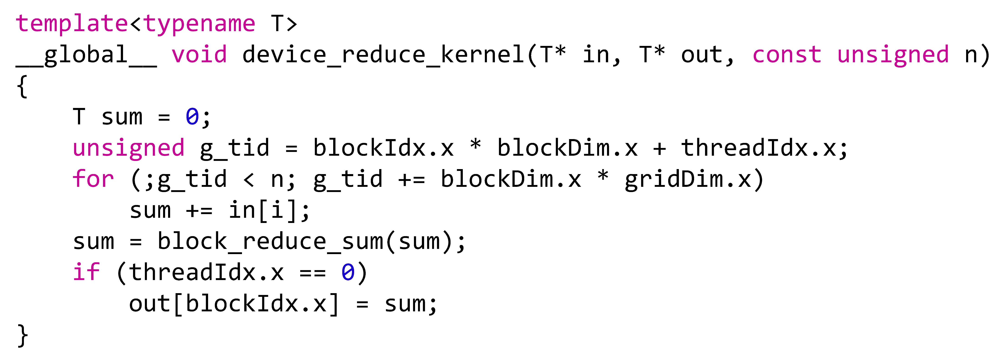 template<typename T>
__global__ void device_reduce_kernel(T* in, T* out, const unsigned n)
{
    T sum = 0;
    unsigned g_tid = blockIdx.x * blockDim.x + threadIdx.x;
    for (;g_tid < n; g_tid += blockDim.x * gridDim.x)
        sum += in[i];
    sum = block_reduce_sum(sum);
    if (threadIdx.x == 0)
        out[blockIdx.x] = sum;
}